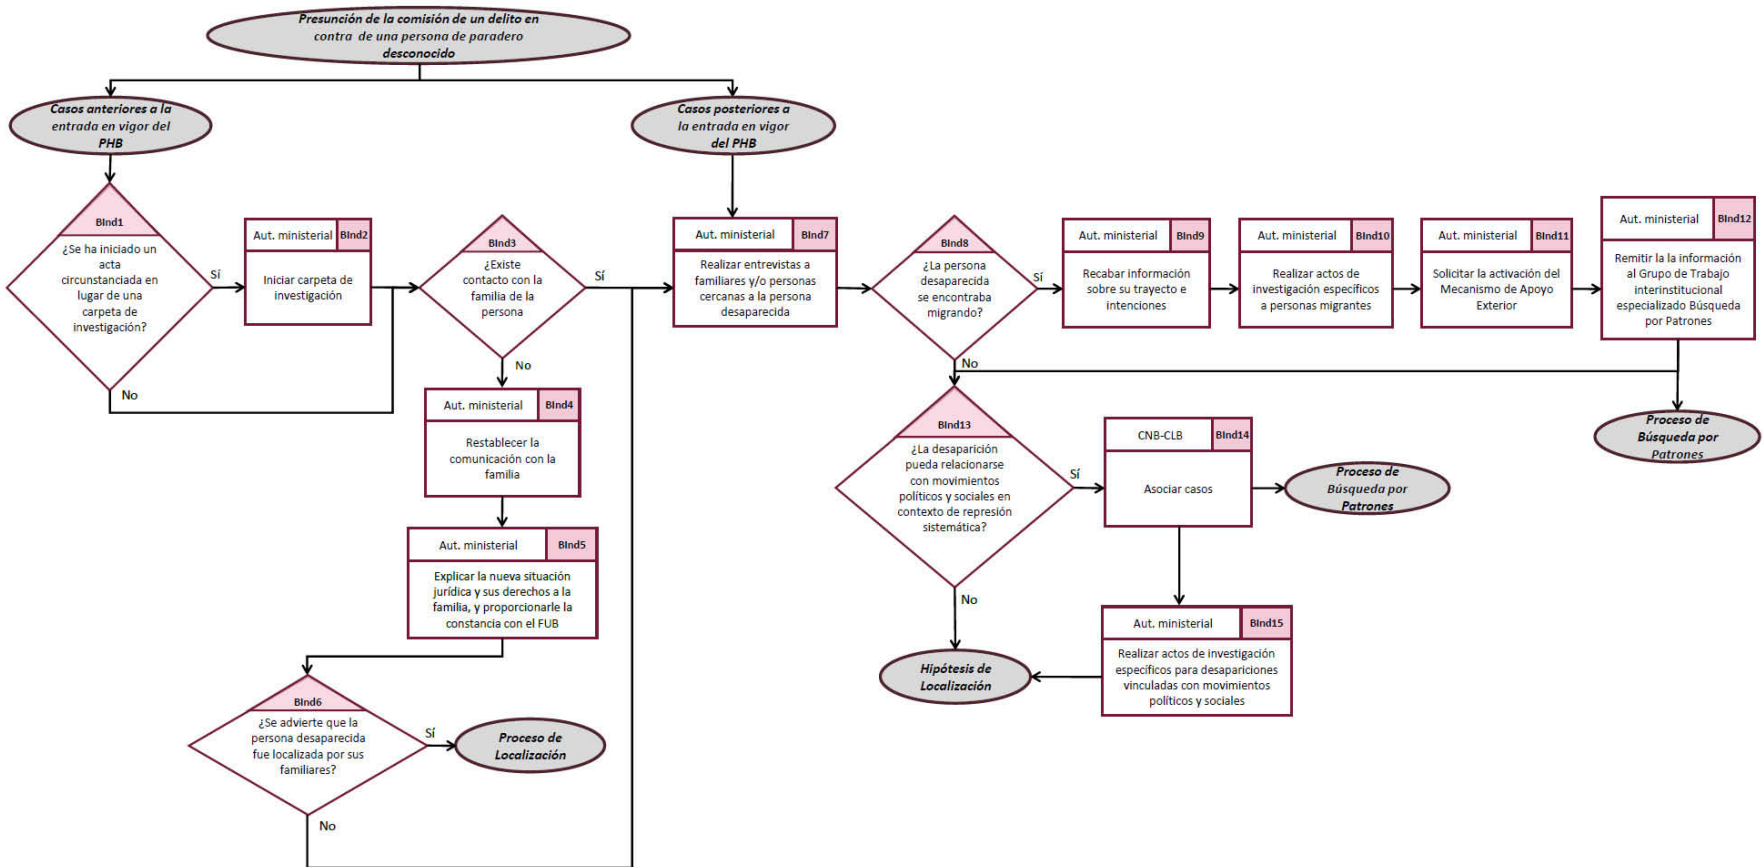 Presunción de la comisión de un delito en
contra de una persona de paradero
desconocido
Casos anteriores a la
entrada en vigor del
PHB
Casos posteriores a
la entrada en vigor
del PHB
BInd1
¿Se ha iniciado un
acta
circunstanciada en
lugar de una
carpeta de
investigación?
Sí
No
Aut. ministerial
BInd2
Iniciar carpeta de
investigación
BInd3
¿Existe
contacto con la
familia de la
persona
Sí
No
Aut. ministerial
BInd4
Restablecer la
comunicación con la
familia
Aut. ministerial
BInd5
Explicar la nueva situación
jurídica y sus derechos a la
familia, y proporcionarle la
constancia con el FUB
BInd6
¿Se advierte que la
persona desaparecida
fue localizada por sus
familiares?
Sí
No
Proceso de
Localización
Aut. ministerial
BInd7
Realizar entrevistas a
familiares y/o personas
cercanas a la persona
desaparecida
BInd8
¿La persona
desaparecida
se encontraba
migrando?
Sí
No
Aut. ministerial
BInd9
Recabar información
sobre su trayecto e
intenciones
Aut. ministerial
BInd10
Realizar actos de
investigación específicos
a personas migrantes
Aut. ministerial
BInd11
Solicitar la activación del
Mecanismo de Apoyo
Exterior
Aut. ministerial
BInd12
Remitir la la información
al Grupo de Trabajo
interinstitucional
especializado Búsqueda
por Patrones
Proceso de
Búsqueda por
Patrones
BInd13
¿La desaparición
pueda relacionarse
con movimientos
políticos y sociales en
contexto de represión
sistemática?
Sí
No
CNB-CLB
BInd14
Asociar casos
Proceso de
Búsqueda por
Patrones
Aut. ministerial
BInd15
Realizar actos de investigación
específicos para desapariciones
vinculadas con movimientos
políticos y sociales
Hipótesis de
Localización